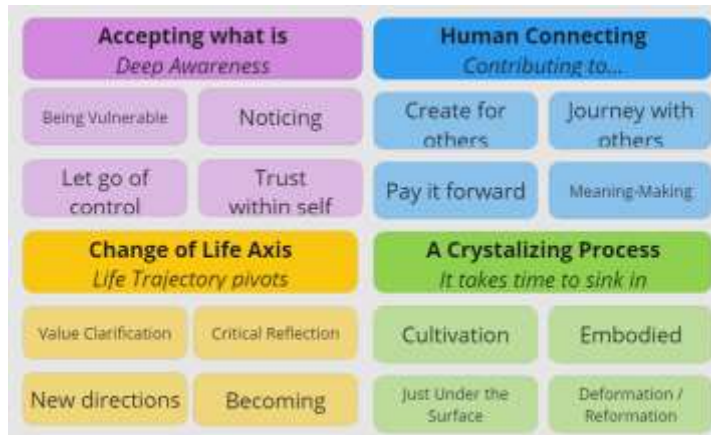 Accepting what is
Deep Awareness
Being Vulnerable
Noticing
Let go of
control
Trust
within self
Human Connecting
Contributing to...
Create for
others
Journey with
others
Pay it forward
Meaning-Making
Change of Life Axis
Life Trajectory pivots
Value Clarification
Critical Reflection
New directions
Becoming
A Crystalizing Process
It takes time to sink in
Cultivation
Embodied
Just Under the
Surface
Deformation /
Reformation